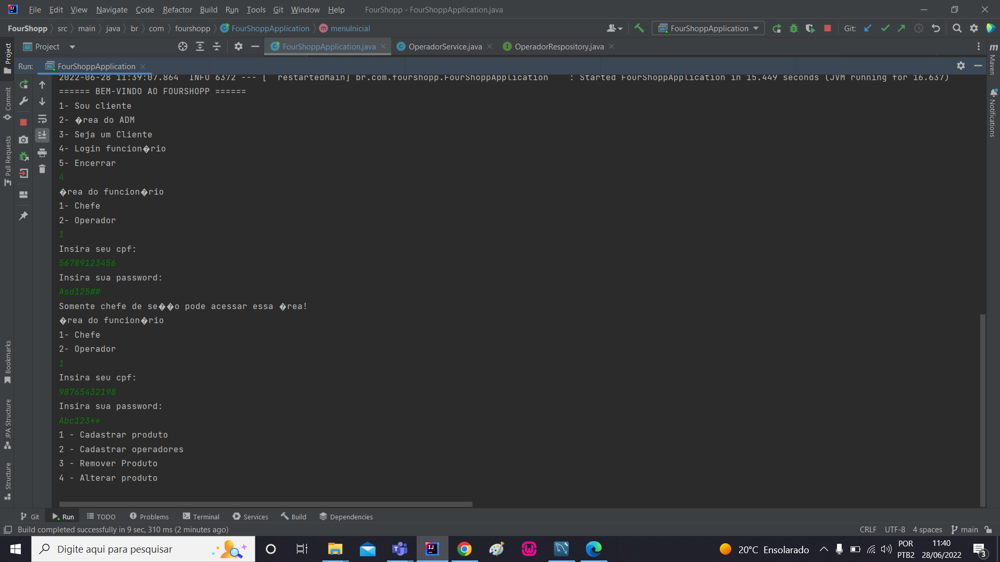 File Edit View Navigate Code Refactor Build Run Tools Git Window Help FourShopp - FourShoppApplication.java
FourShopp src main java br com fourshopp FourShoppApplication menuInicial FourShoppApplication Git:
Project FourShoppApplication.java OperadorService.java OperadorRespository.java
Run: FourShoppApplication
2022-06-28 11:39:07.864 INFO 6372 --- [ restartedMain] br.com.fourshopp.FourShoppApplication : Started FourShoppApplication in 15.449 seconds (JVM running for 16.637)
====== BEM-VINDO AO FOURSHOPP ======
1- Sou cliente
2- �rea do ADM
3- Seja um Cliente
4- Login funcion�rio
5- Encerrar
4
�rea do funcion�rio
1- Chefe
2- Operador
1
Insira seu cpf:
56789123456
Insira sua password:
Asd125##
Somente chefe de se��o pode acessar essa �rea!
�rea do funcion�rio
1- Chefe
2- Operador
1
Insira seu cpf:
98765432198
Insira sua password:
Abc123**
1 - Cadastrar produto
2 - Cadastrar operadores
3 - Remover Produto
4 - Alterar produto
Project
Commit
Pull Requests
Bookmarks
JPA Structure
Structure
m Maven
Notifications
Git Run TODO Problems Terminal Services Build Dependencies
Build completed successfully in 9 sec, 310 ms (2 minutes ago) CRLF UTF-8 4 spaces main
Digite aqui para pesquisar 20°C Ensolarado POR 11:40
PTB2 28/06/2022 3